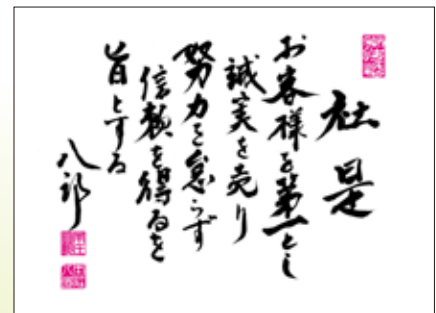 社是
お客様を第一とし
誠実を売り
努力を怠らず
信頼を得るを
旨とする
八郎